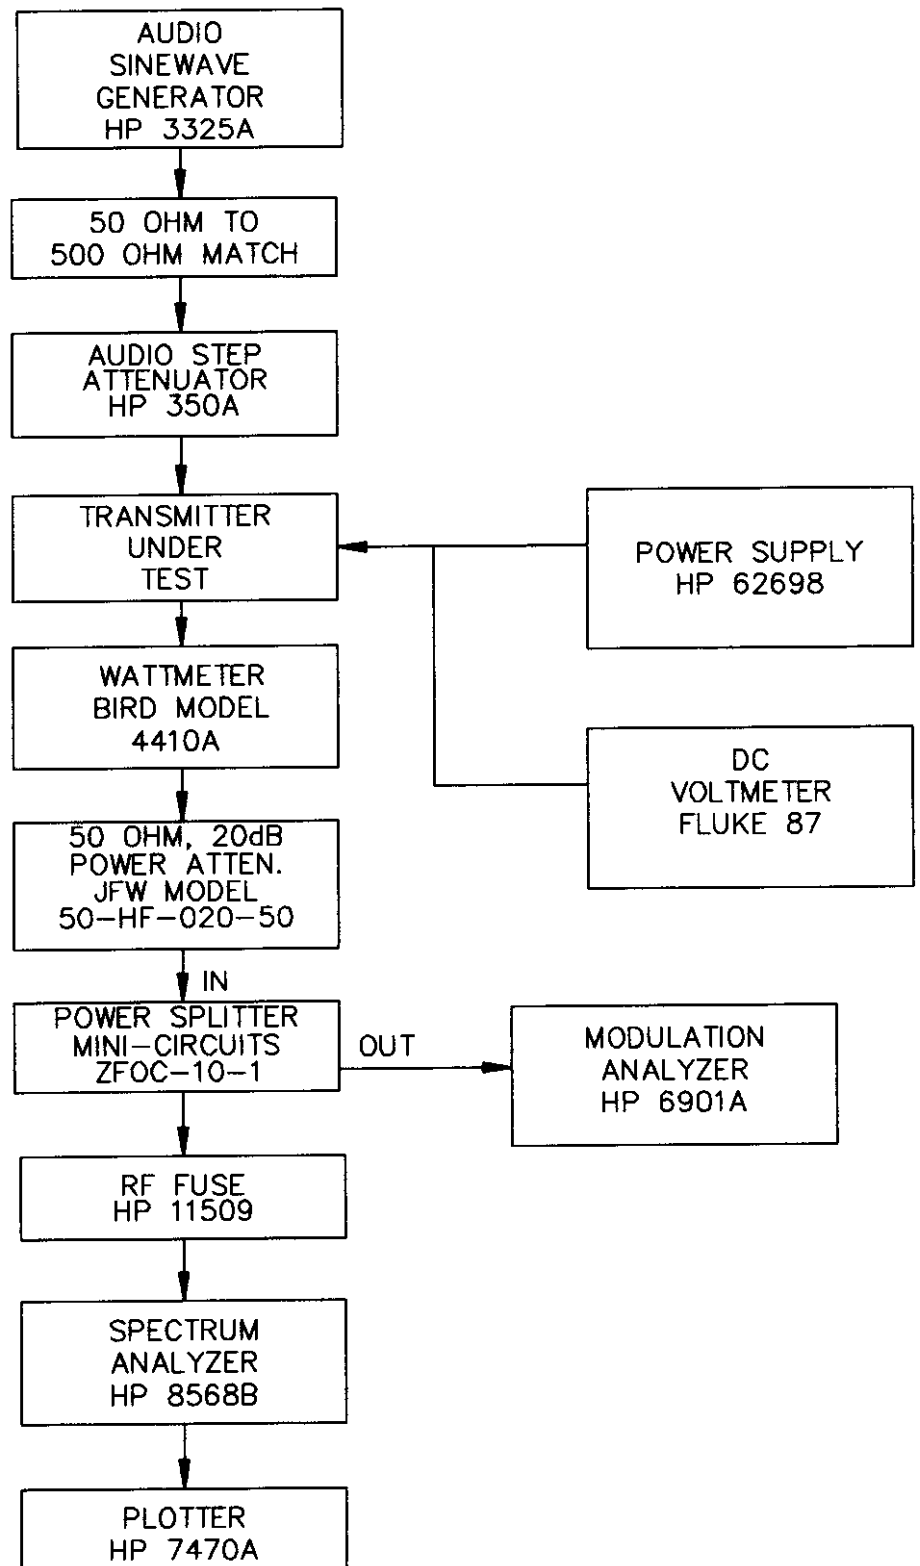 AUDIO
SINEWAVE
GENERATOR
HP 3325A
50 OHM TO
500 OHM MATCH
AUDIO STEP
ATTENUATOR
HP 350A
TRANSMITTER
UNDER
TEST
POWER SUPPLY
HP 62698
WATTMETER
BIRD MODEL
4410A
DC
VOLTMETER
FLUKE 87
50 OHM, 20dB
POWER ATTEN.
JFW MODEL
50-HF-020-50
IN
POWER SPLITTER
MINI-CIRCUITS
ZFOC-10-1
OUT
MODULATION
ANALYZER
HP 6901A
RF FUSE
HP 11509
SPECTRUM
ANALYZER
HP 8568B
PLOTTER
HP 7470A